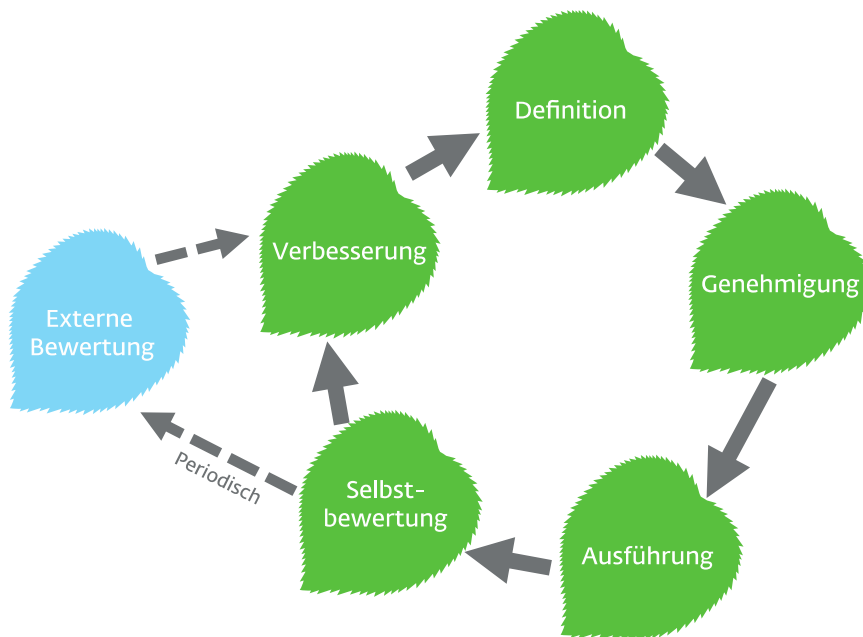 Definition
Verbesserung
Genehmigung
Externe
Bewertung
Periodisch
Selbst-
bewertung
Ausführung